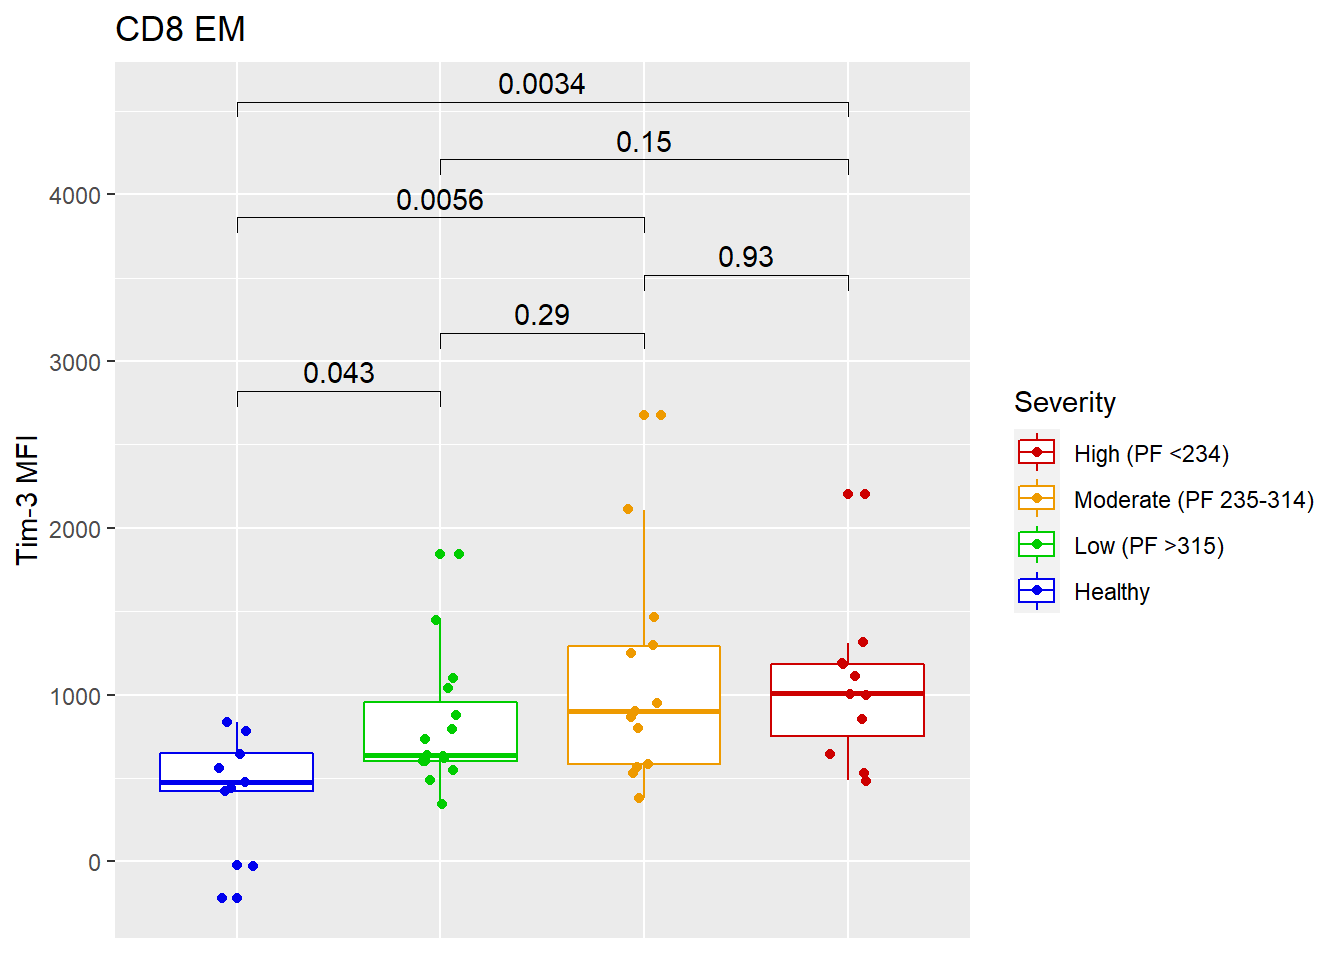 CD8 EM
0.0034
0.15
0.0056
0.93
0.29
0.043
4000
3000
2000
1000
0
Tim-3 MFI
Severity
High (PF <234)
Moderate (PF 235-314)
Low (PF >315)
Healthy